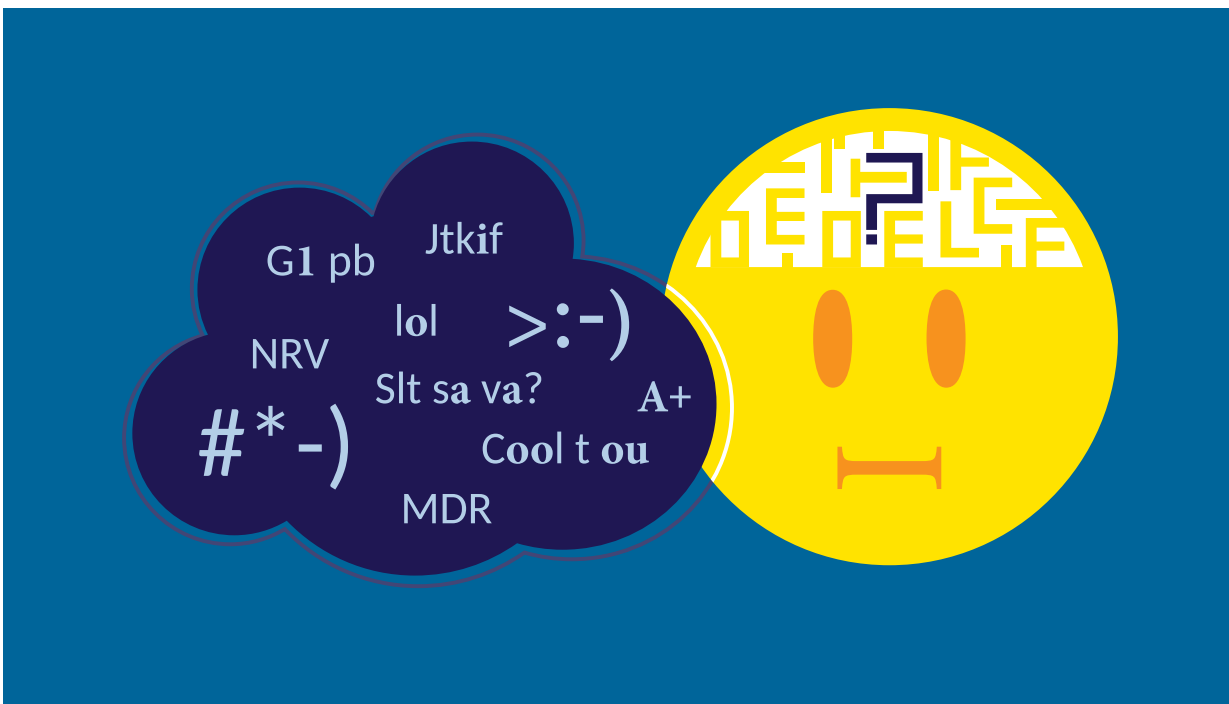 Jtkif
G1 pb
lol
>:-)
NRV
Slt sa va?
A+
#*-)
Cool t ou
MDR
?